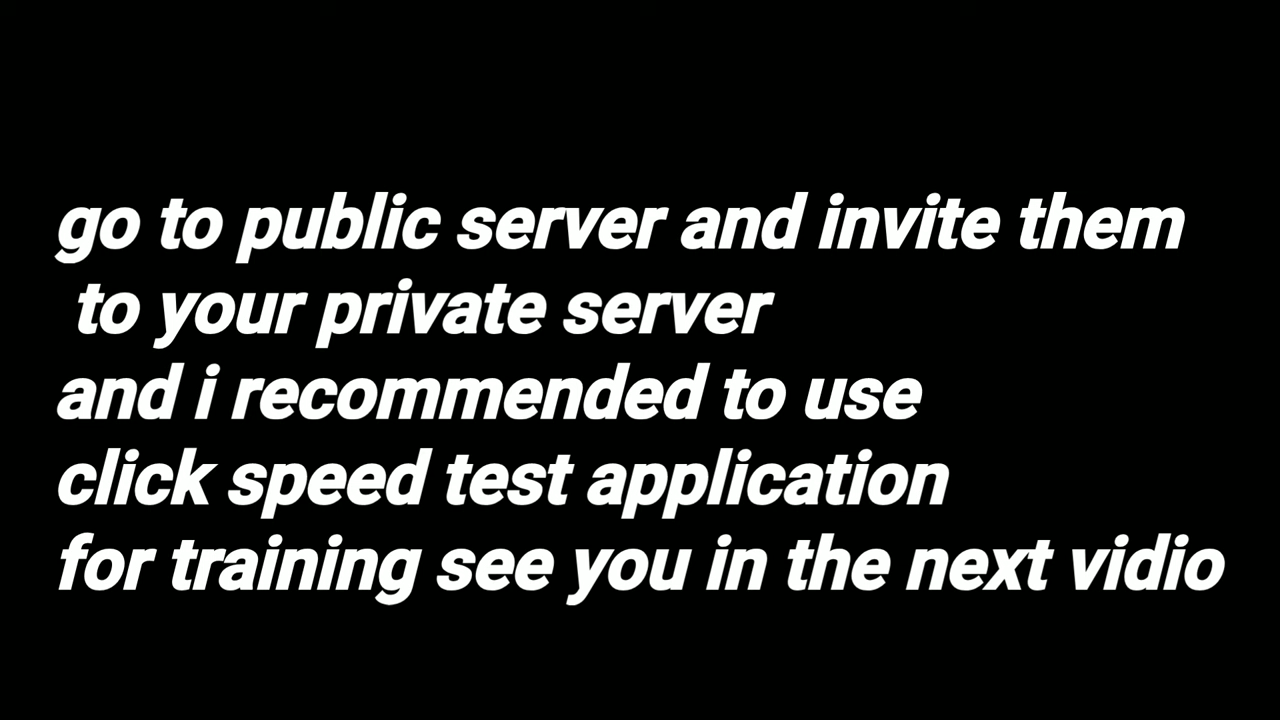 go to public server and invite them
to your private server
and i recommended to use
click speed test application
for training see you in the next vidio